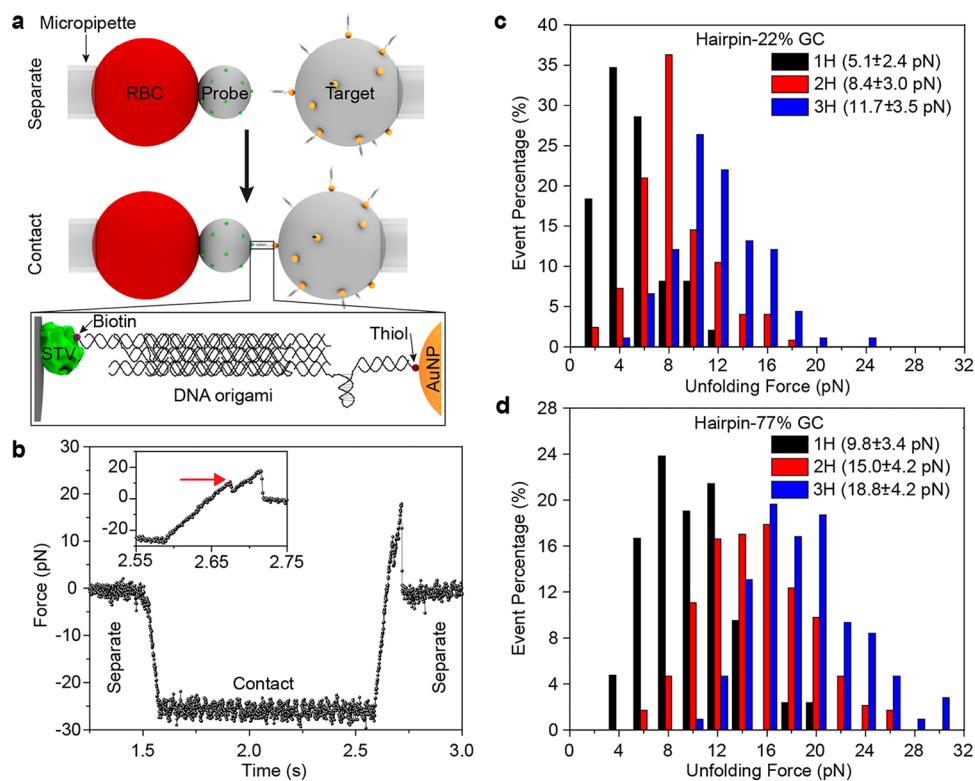 a
Micropipette
Separate
RBC
Probe
Target
Contact
Biotin
STV
Thiol
AuNP
DNA origami
b
20
10
0
-20
2.55 2.65 2.75
Force (pN)
10
0
-10
-20
-30
Separate
Contact
Separate
1.5 2.0 2.5 3.0
Time (s)
c
Hairpin-22% GC
1H (5.1±2.4 pN)
2H (8.4±3.0 pN)
3H (11.7±3.5 pN)
Event Percentage (%)
40
35
30
25
20
15
10
5
0
0 4 8 12 16 20 24 28 32
Unfolding Force (pN)
d
Hairpin-77% GC
1H (9.8±3.4 pN)
2H (15.0±4.2 pN)
3H (18.8±4.2 pN)
Event Percentage (%)
28
24
20
16
12
8
4
0
0 4 8 12 16 20 24 28 32
Unfolding Force (pN)